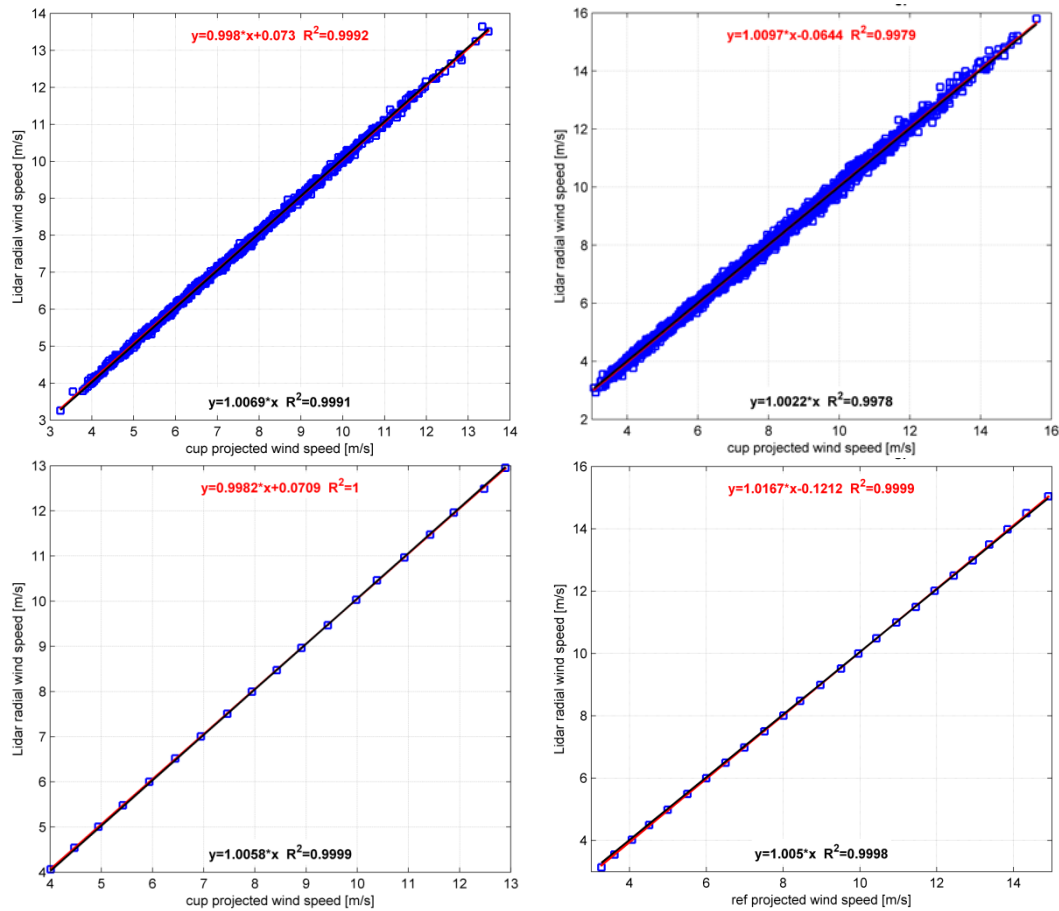 y=0.998*x+0.073 R²=0.9992
14
13
12
11
10
9
8
7
6
5
4
3
Lidar radial wind speed [m/s]
y=1.0069*x R²=0.9991
3 4 5 6 7 8 9 10 11 12 13 14
cup projected wind speed [m/s]
y=1.0097*x-0.0644 R²=0.9979
16
14
12
10
8
6
4
2
Lidar radial wind speed [m/s]
y=1.0022*x R²=0.9978
4 6 8 10 12 14 16
cup projected wind speed [m/s]
y=0.9982*x+0.0709 R²=1
13
12
11
10
9
8
7
6
5
4
Lidar radial wind speed [m/s]
y=1.0058*x R²=0.9999
4 5 6 7 8 9 10 11 12 13
cup projected wind speed [m/s]
y=1.0167*x-0.1212 R²=0.9999
16
14
12
10
8
6
4
Lidar radial wind speed [m/s]
y=1.005*x R²=0.9998
4 6 8 10 12 14
ref projected wind speed [m/s]